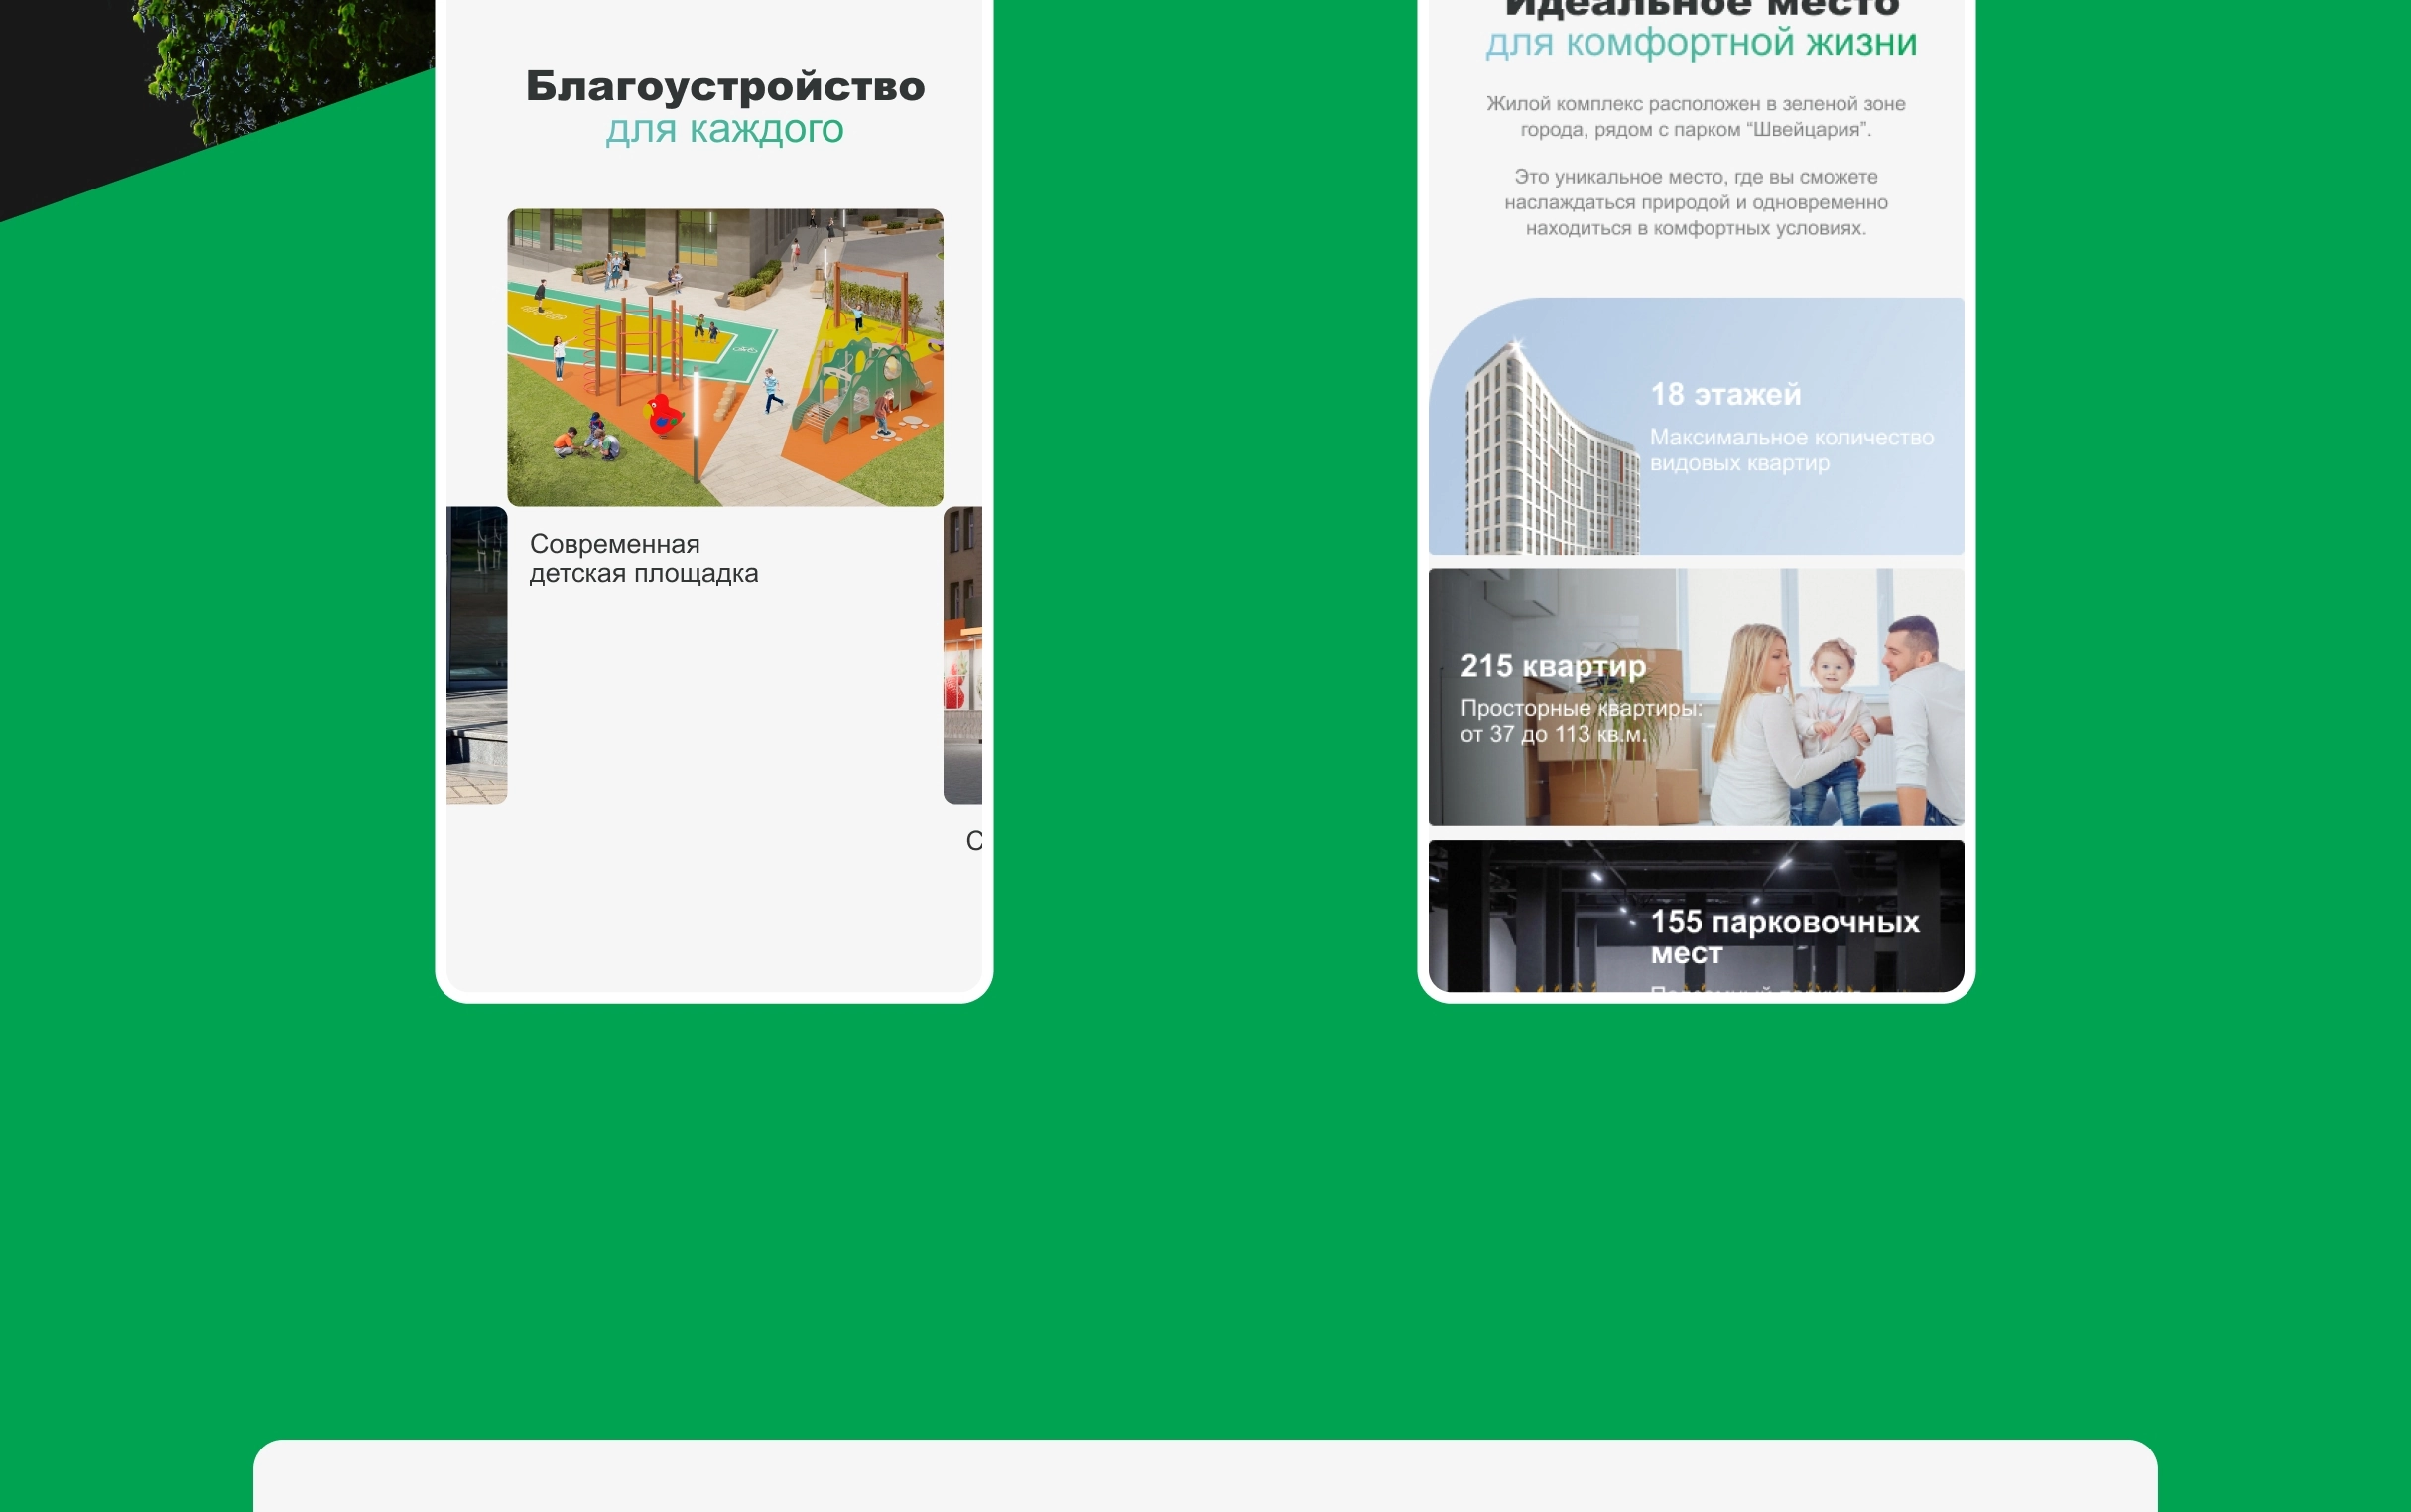 Благоустройство
для каждого
Современная
детская площадка
С
Идеальное место
для комфортной жизни
Жилой комплекс расположен в зеленой зоне
города, рядом с парком “Швейцария”.
Это уникальное место, где вы сможете
наслаждаться природой и одновременно
находиться в комфортных условиях.
18 этажей
Максимальное количество
видовых квартир
215 квартир
Просторные квартиры:
от 37 до 113 кв.м.
155 парковочных
мест